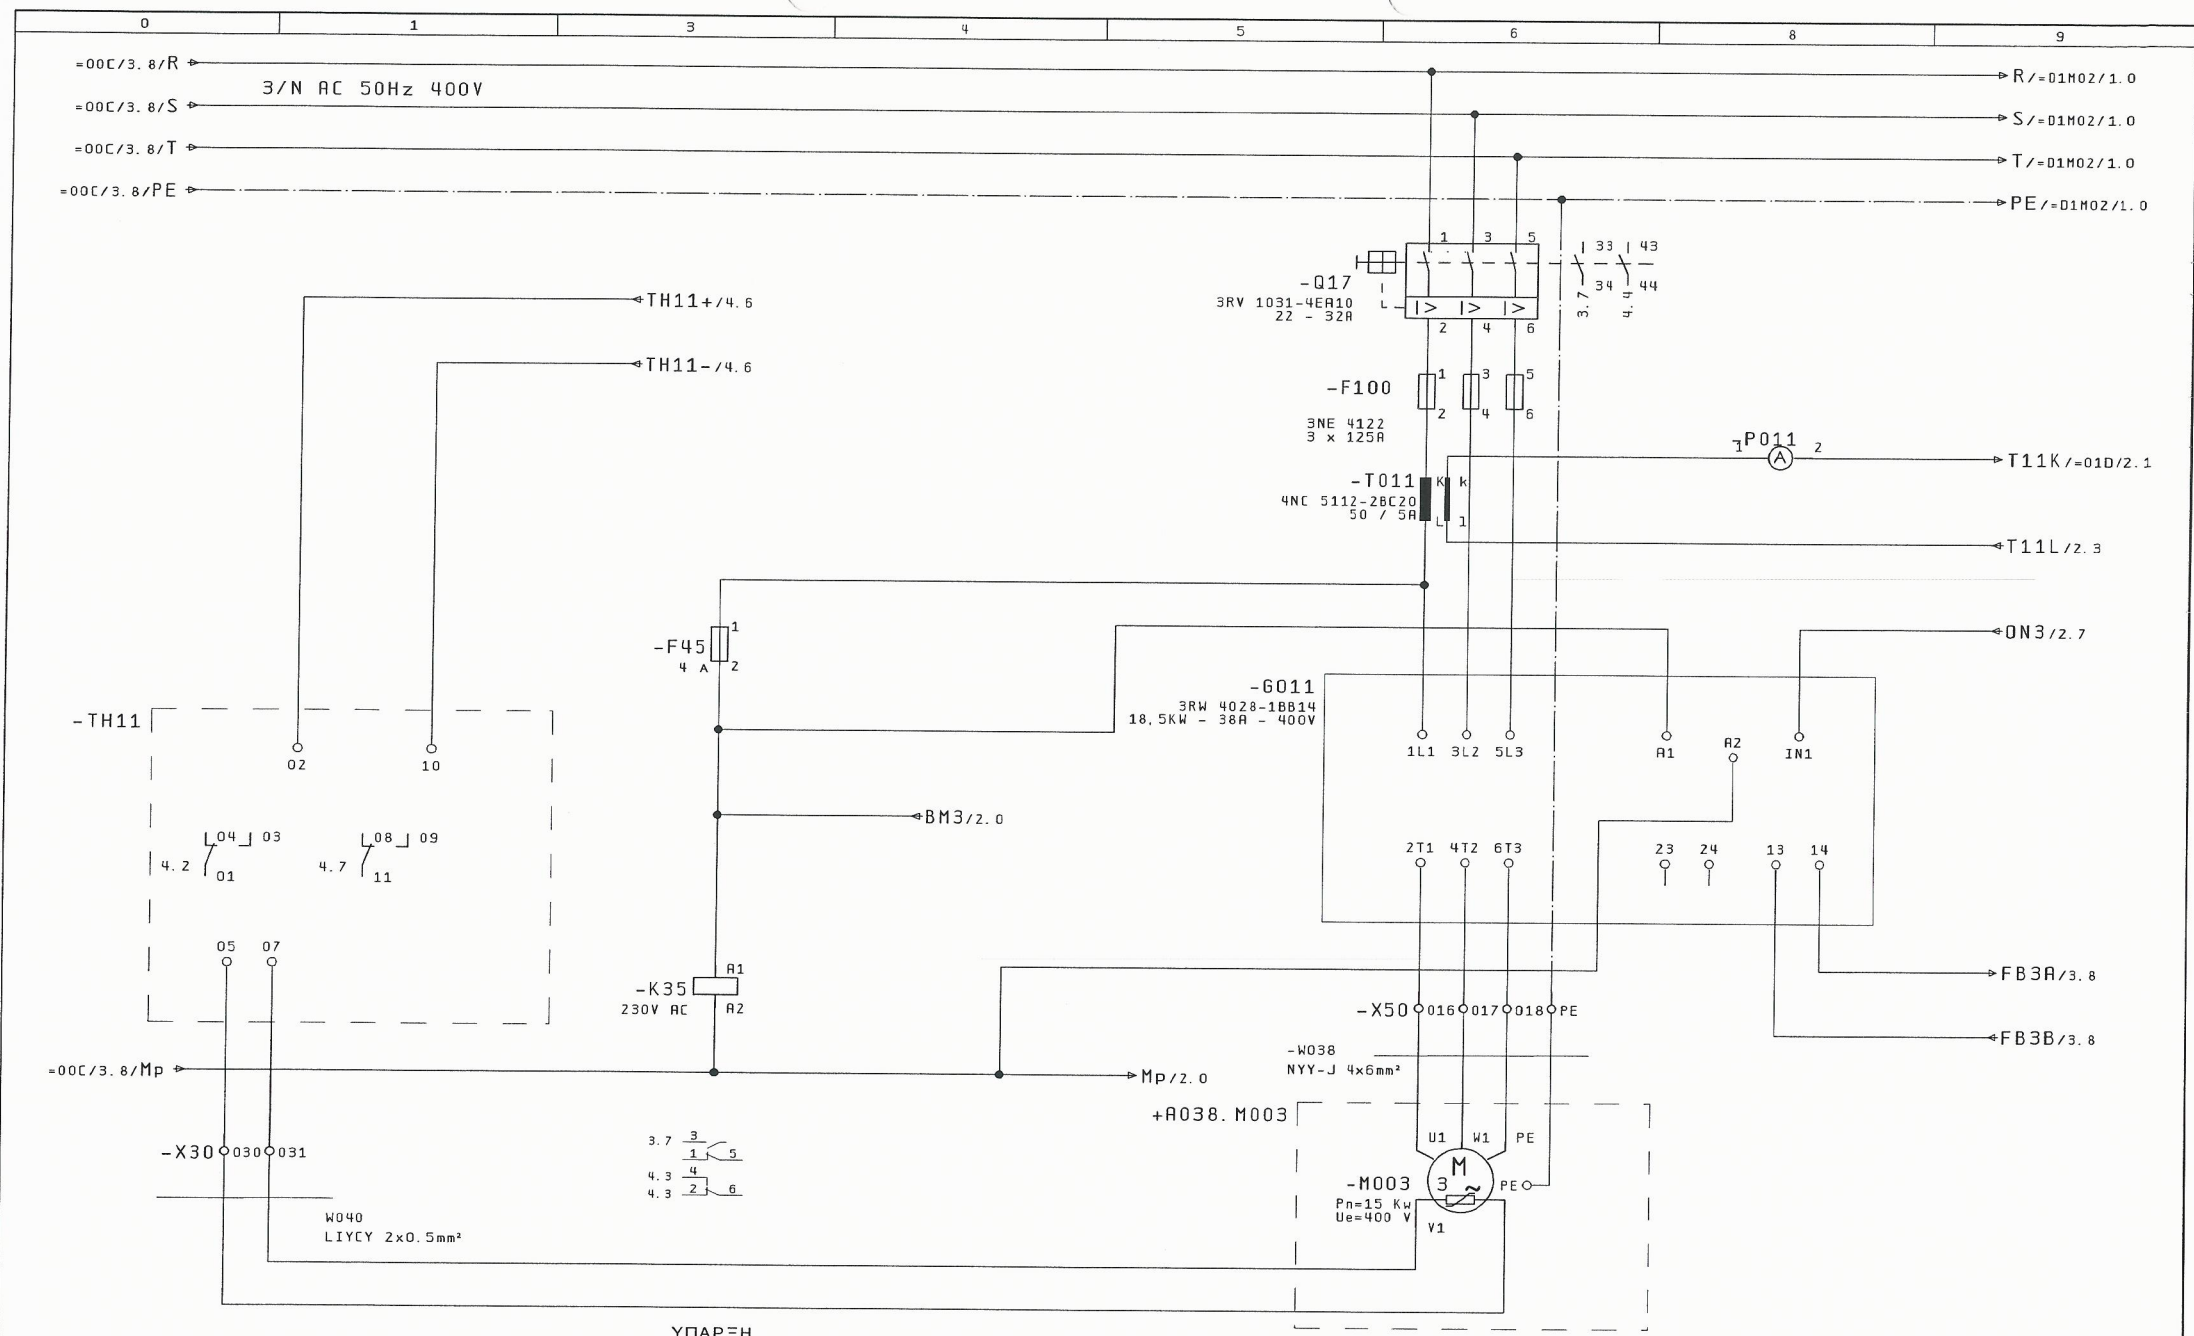 0 1 3 4 5 6 8 9
=00C/3.8/R
R/=D1M02/1.0
3/N AC 50Hz 400V
=00C/3.8/S
S/=D1M02/1.0
=00C/3.8/T
T/=D1M02/1.0
=00C/3.8/PE
PE/=D1M02/1.0
1 3 5
33 43
-Q17
34 44
3RV 1031-4EA10
22 - 32A
3.7 4.4
I> I> I>
2 4 6
TH11+/4.6
TH11-/4.6
-F100
1 3 5
2 4 6
3NE 4122
3 x 125A
-P011
1 A 2
T11K/=01D/2.1
-T011
K k
4NC 5112-2BC20
50 / 5A
L l
T11L/2.3
-F45
4 A
1
2
ON3/2.7
-G011
3RW 4028-1BB14
18,5KW - 38A - 400V
1L1 3L2 5L3
A1 A2 IN1
-TH11
02 10
04 03
4.2
01
08 09
4.7
11
BM3/2.0
2T1 4T2 6T3
23 24 13 14
05 07
A1
-K35
230V AC
A2
FB3A/3.8
-X50 016 017 018 PE
FB3B/3.8
-W038
NYY-J 4x6mm²
=00C/3.8/Mp
Mp/2.0
+A038.M003
-X30 030 031
3.7 3
1 5
4.3 4
4.3 2 6
U1 W1 PE
M
3 ~
-M003
PE
Pn=15 Kw
Ue=400 V
V1
W040
LIYCY 2x0.5mm²
ΥΠΑΡΞΗ